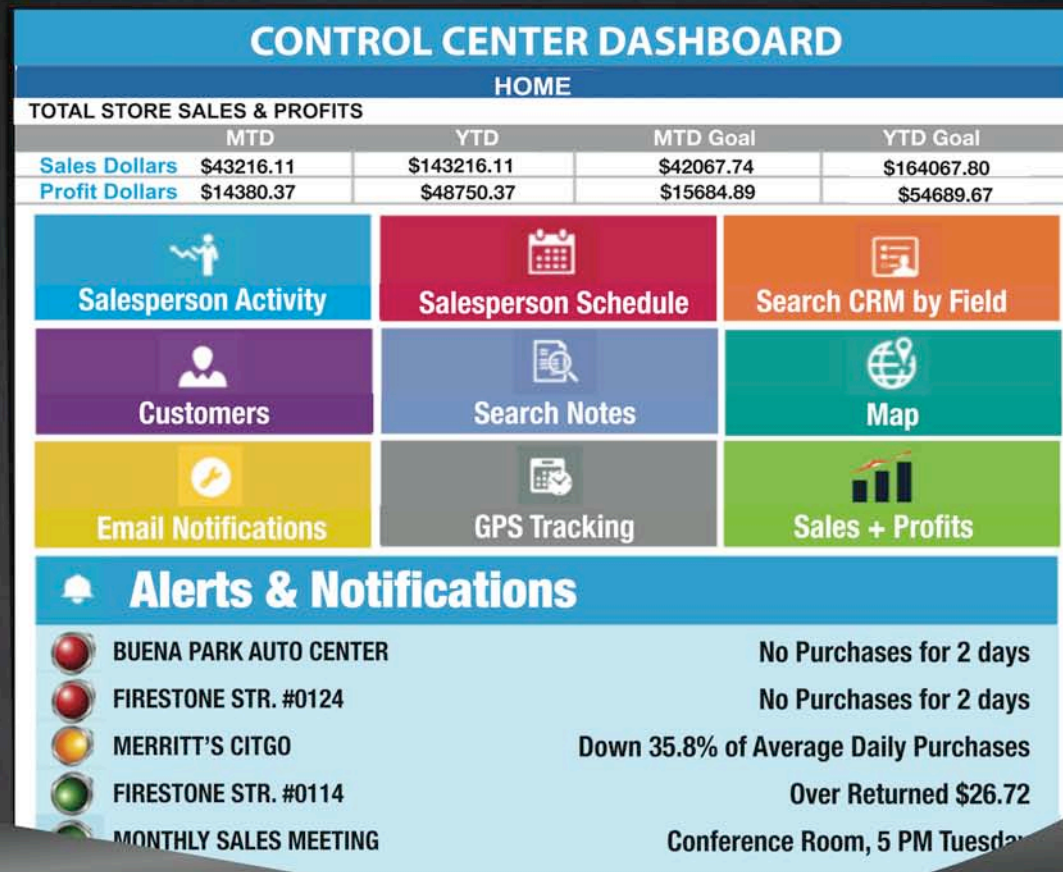 CONTROL CENTER DASHBOARD
HOME
TOTAL STORE SALES & PROFITS
MTD YTD MTD Goal YTD Goal
Sales Dollars $43216.11 $143216.11 $42067.74 $164067.80
Profit Dollars $14380.37 $48750.37 $15684.89 $54689.67
Salesperson Activity Salesperson Schedule Search CRM by Field
Customers Search Notes Map
Email Notifications GPS Tracking Sales + Profits
Alerts & Notifications
BUENA PARK AUTO CENTER No Purchases for 2 days
FIRESTONE STR. #0124 No Purchases for 2 days
MERRITT'S CITGO Down 35.8% of Average Daily Purchases
FIRESTONE STR. #0114 Over Returned $26.72
MONTHLY SALES MEETING Conference Room, 5 PM Tuesday